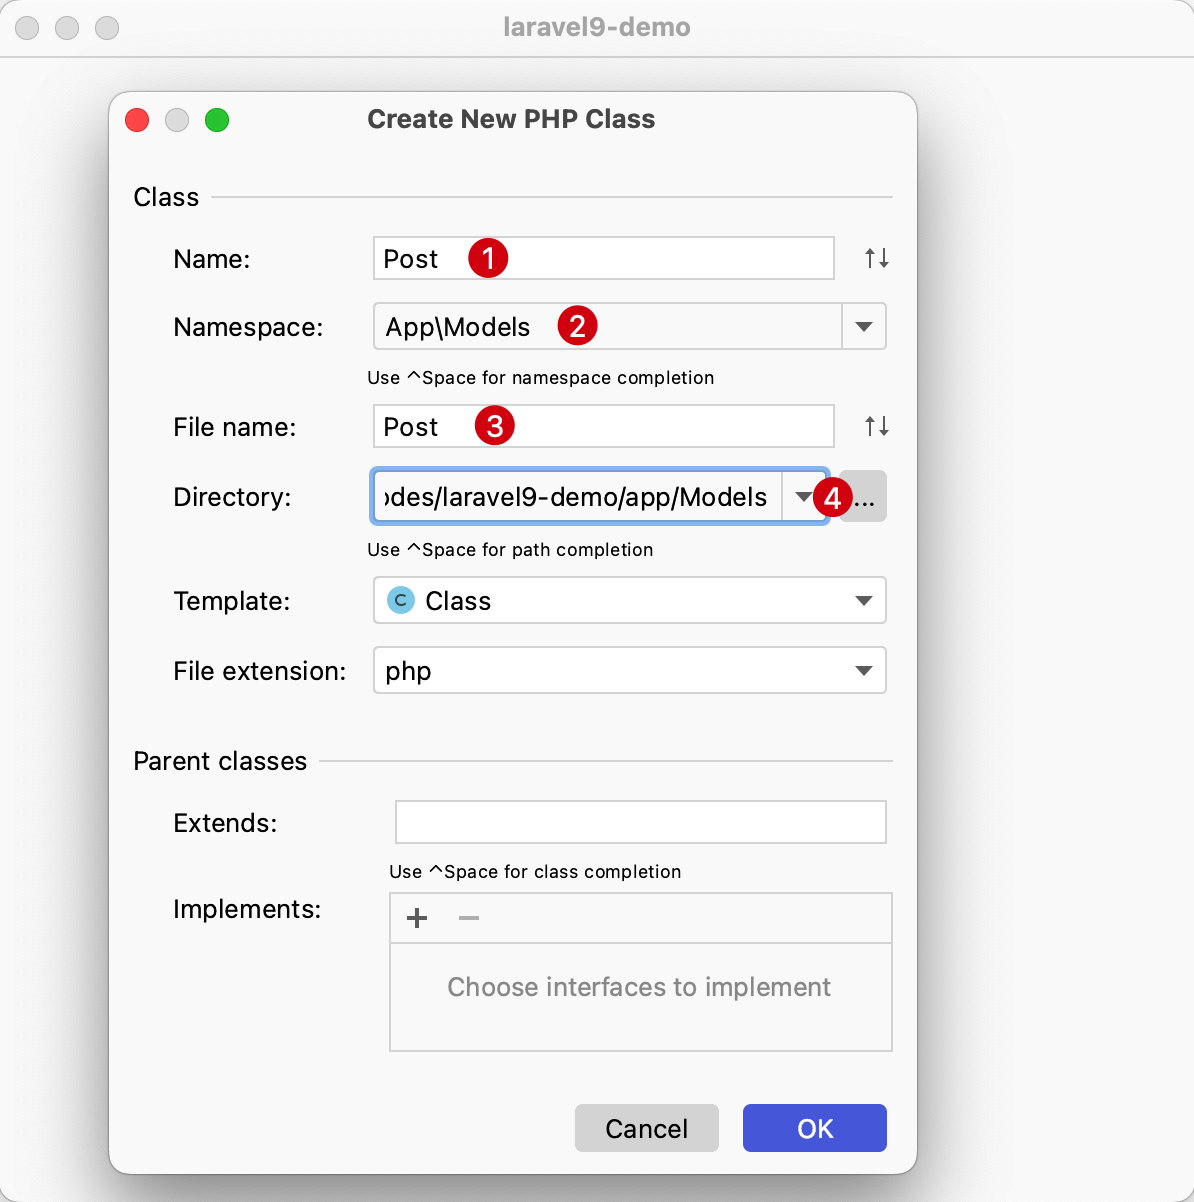 laravel9-demo
Create New PHP Class
Class
Name: Post 1
Namespace: App\Models 2
Use ^Space for namespace completion
File name: Post 3
Directory: odes/laravel9-demo/app/Models 4 ...
Use ^Space for path completion
Template: C Class
File extension: php
Parent classes
Extends:
Use ^Space for class completion
Implements:
Choose interfaces to implement
Cancel OK